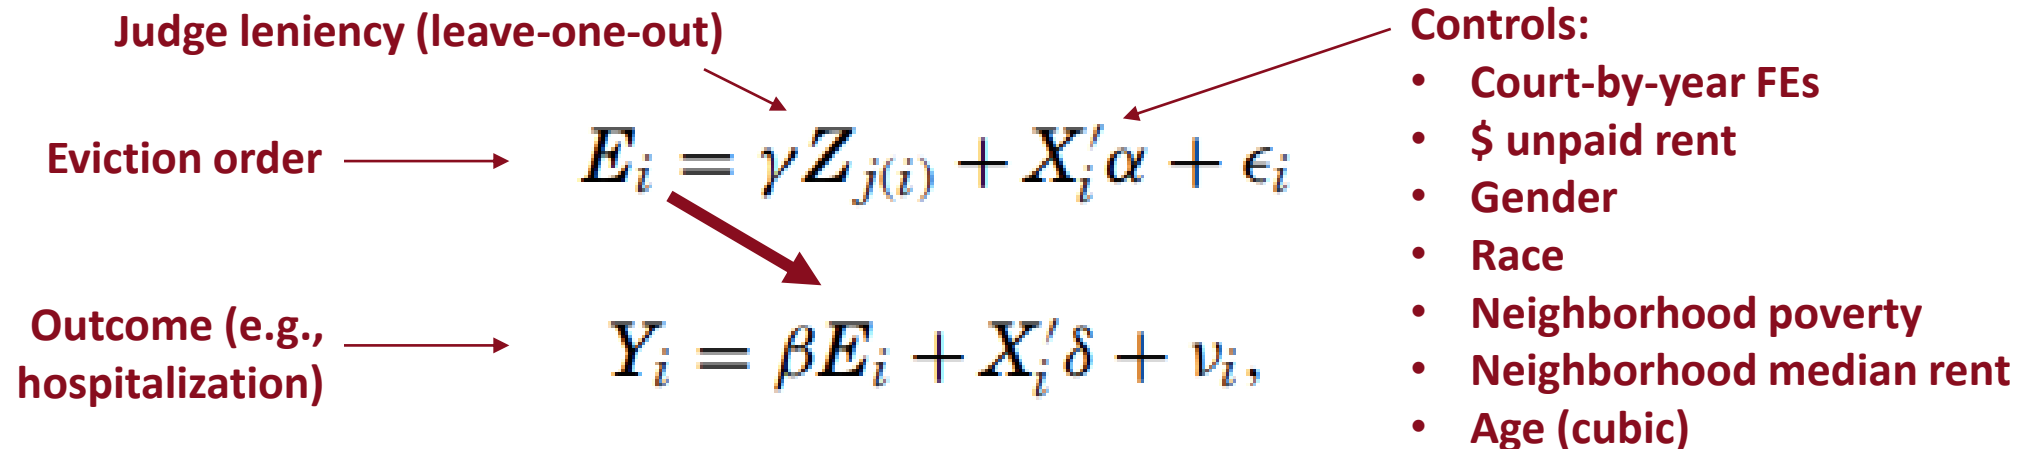 Judge leniency (leave-one-out)
Eviction order
E_i = γZ_{j(i)} + X_i'α + ϵ_i
Outcome (e.g.,
hospitalization)
Y_i = βE_i + X_i'δ + ν_i,
Controls:
• Court-by-year FEs
• $ unpaid rent
• Gender
• Race
• Neighborhood poverty
• Neighborhood median rent
• Age (cubic)